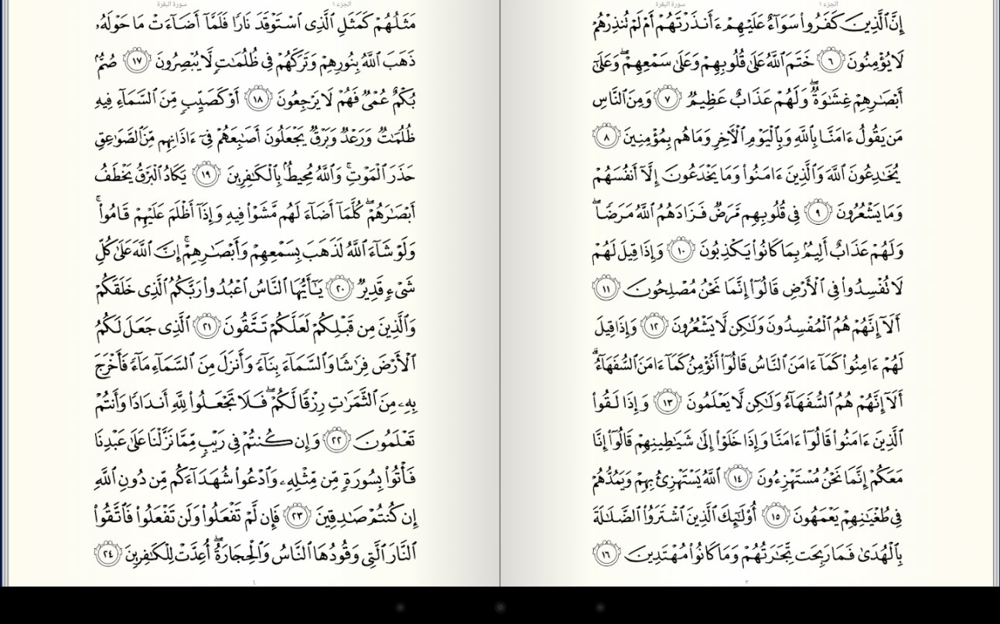 الجزء ١
سورة البقرة
إِنَّ ٱلَّذِينَ كَفَرُوا۟ سَوَآءٌ عَلَيْهِمْ ءَأَنذَرْتَهُمْ أَمْ لَمْ تُنذِرْهُمْ
لَا يُؤْمِنُونَ ٦ خَتَمَ ٱللَّهُ عَلَىٰ قُلُوبِهِمْ وَعَلَىٰ سَمْعِهِمْ ۖ وَعَلَىٰٓ
أَبْصَـٰرِهِمْ غِشَـٰوَةٌ ۖ وَلَهُمْ عَذَابٌ عَظِيمٌ ٧ وَمِنَ ٱلنَّاسِ
مَن يَقُولُ ءَامَنَّا بِٱللَّهِ وَبِٱلْيَوْمِ ٱلْـَٔاخِرِ وَمَا هُم بِمُؤْمِنِينَ ٨
يُخَـٰدِعُونَ ٱللَّهَ وَٱلَّذِينَ ءَامَنُوا۟ وَمَا يَخْدَعُونَ إِلَّآ أَنفُسَهُمْ
وَمَا يَشْعُرُونَ ٩ فِى قُلُوبِهِم مَّرَضٌ فَزَادَهُمُ ٱللَّهُ مَرَضًا ۖ
وَلَهُمْ عَذَابٌ أَلِيمٌۢ بِمَا كَانُوا۟ يَكْذِبُونَ ١٠ وَإِذَا قِيلَ لَهُمْ
لَا تُفْسِدُوا۟ فِى ٱلْأَرْضِ قَالُوٓا۟ إِنَّمَا نَحْنُ مُصْلِحُونَ ١١
أَلَآ إِنَّهُمْ هُمُ ٱلْمُفْسِدُونَ وَلَـٰكِن لَّا يَشْعُرُونَ ١٢ وَإِذَا قِيلَ
لَهُمْ ءَامِنُوا۟ كَمَآ ءَامَنَ ٱلنَّاسُ قَالُوٓا۟ أَنُؤْمِنُ كَمَآ ءَامَنَ ٱلسُّفَهَآءُ ۗ
أَلَآ إِنَّهُمْ هُمُ ٱلسُّفَهَآءُ وَلَـٰكِن لَّا يَعْلَمُونَ ١٣ وَإِذَا لَقُوا۟
ٱلَّذِينَ ءَامَنُوا۟ قَالُوٓا۟ ءَامَنَّا وَإِذَا خَلَوْا۟ إِلَىٰ شَيَـٰطِينِهِمْ قَالُوٓا۟ إِنَّا
مَعَكُمْ إِنَّمَا نَحْنُ مُسْتَهْزِءُونَ ١٤ ٱللَّهُ يَسْتَهْزِئُ بِهِمْ وَيَمُدُّهُمْ
فِى طُغْيَـٰنِهِمْ يَعْمَهُونَ ١٥ أُو۟لَـٰٓئِكَ ٱلَّذِينَ ٱشْتَرَوُا۟ ٱلضَّلَـٰلَةَ
بِٱلْهُدَىٰ فَمَا رَبِحَت تِّجَـٰرَتُهُمْ وَمَا كَانُوا۟ مُهْتَدِينَ ١٦
٣
الجزء ١
سورة البقرة
مَثَلُهُمْ كَمَثَلِ ٱلَّذِى ٱسْتَوْقَدَ نَارًا فَلَمَّآ أَضَآءَتْ مَا حَوْلَهُۥ
ذَهَبَ ٱللَّهُ بِنُورِهِمْ وَتَرَكَهُمْ فِى ظُلُمَـٰتٍ لَّا يُبْصِرُونَ ١٧ صُمٌّۢ
بُكْمٌ عُمْىٌ فَهُمْ لَا يَرْجِعُونَ ١٨ أَوْ كَصَيِّبٍ مِّنَ ٱلسَّمَآءِ فِيهِ
ظُلُمَـٰتٌ وَرَعْدٌ وَبَرْقٌ يَجْعَلُونَ أَصَـٰبِعَهُمْ فِىٓ ءَاذَانِهِم مِّنَ ٱلصَّوَٰعِقِ
حَذَرَ ٱلْمَوْتِ ۚ وَٱللَّهُ مُحِيطٌۢ بِٱلْكَـٰفِرِينَ ١٩ يَكَادُ ٱلْبَرْقُ يَخْطَفُ
أَبْصَـٰرَهُمْ ۖ كُلَّمَآ أَضَآءَ لَهُم مَّشَوْا۟ فِيهِ وَإِذَآ أَظْلَمَ عَلَيْهِمْ قَامُوا۟ ۚ
وَلَوْ شَآءَ ٱللَّهُ لَذَهَبَ بِسَمْعِهِمْ وَأَبْصَـٰرِهِمْ ۚ إِنَّ ٱللَّهَ عَلَىٰ كُلِّ
شَىْءٍ قَدِيرٌ ٢٠ يَـٰٓأَيُّهَا ٱلنَّاسُ ٱعْبُدُوا۟ رَبَّكُمُ ٱلَّذِى خَلَقَكُمْ
وَٱلَّذِينَ مِن قَبْلِكُمْ لَعَلَّكُمْ تَتَّقُونَ ٢١ ٱلَّذِى جَعَلَ لَكُمُ
ٱلْأَرْضَ فِرَٰشًا وَٱلسَّمَآءَ بِنَآءً وَأَنزَلَ مِنَ ٱلسَّمَآءِ مَآءً فَأَخْرَجَ
بِهِۦ مِنَ ٱلثَّمَرَٰتِ رِزْقًا لَّكُمْ ۖ فَلَا تَجْعَلُوا۟ لِلَّهِ أَندَادًا وَأَنتُمْ
تَعْلَمُونَ ٢٢ وَإِن كُنتُمْ فِى رَيْبٍ مِّمَّا نَزَّلْنَا عَلَىٰ عَبْدِنَا
فَأْتُوا۟ بِسُورَةٍ مِّن مِّثْلِهِۦ وَٱدْعُوا۟ شُهَدَآءَكُم مِّن دُونِ ٱللَّهِ
إِن كُنتُمْ صَـٰدِقِينَ ٢٣ فَإِن لَّمْ تَفْعَلُوا۟ وَلَن تَفْعَلُوا۟ فَٱتَّقُوا۟
ٱلنَّارَ ٱلَّتِى وَقُودُهَا ٱلنَّاسُ وَٱلْحِجَارَةُ ۖ أُعِدَّتْ لِلْكَـٰفِرِينَ ٢٤
٤